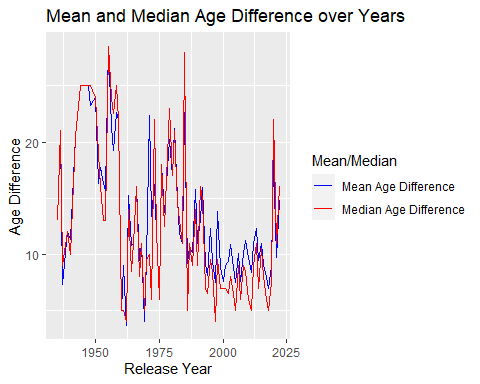 Mean and Median Age Difference over Years
Age Difference
20
10
1950
1975
2000
2025
Release Year
Mean/Median
Mean Age Difference
Median Age Difference